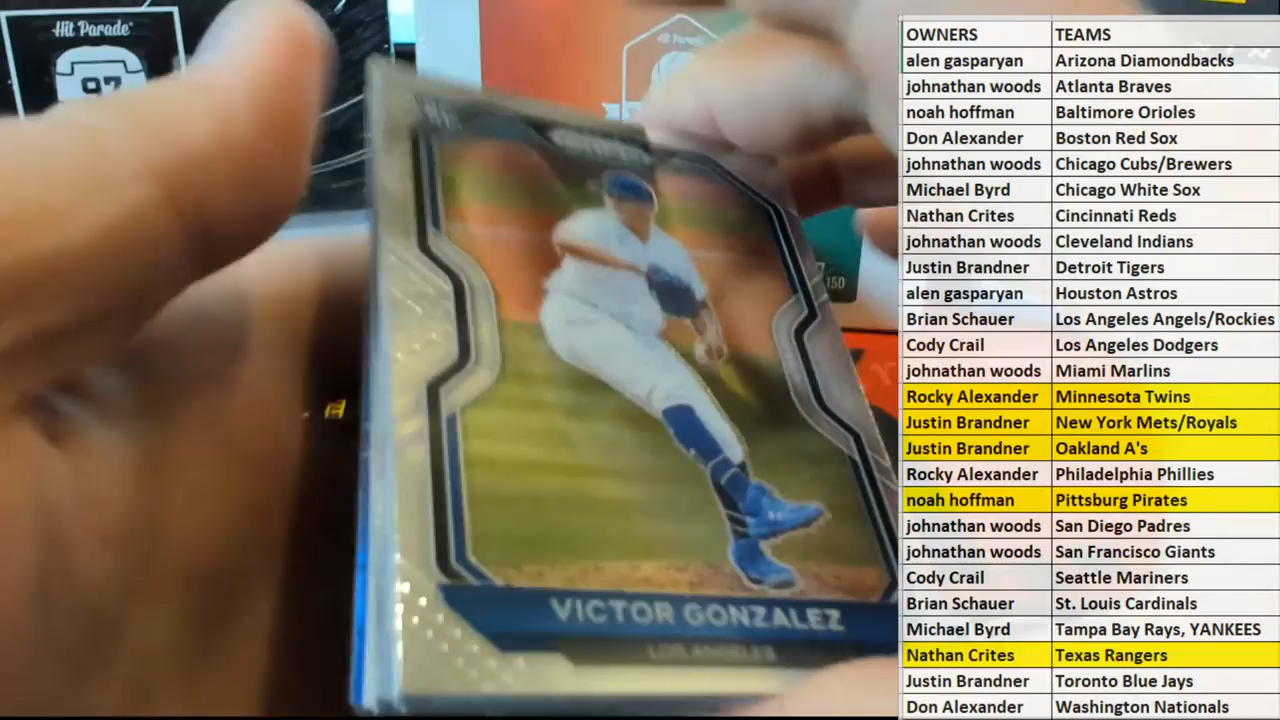 Hit Parade
97
Hit Parade
150
VICTOR GONZALEZ
LOS ANGELES
OWNERS TEAMS
alen gasparyan Arizona Diamondbacks
johnathan woods Atlanta Braves
noah hoffman Baltimore Orioles
Don Alexander Boston Red Sox
johnathan woods Chicago Cubs/Brewers
Michael Byrd Chicago White Sox
Nathan Crites Cincinnati Reds
johnathan woods Cleveland Indians
Justin Brandner Detroit Tigers
alen gasparyan Houston Astros
Brian Schauer Los Angeles Angels/Rockies
Cody Crail Los Angeles Dodgers
johnathan woods Miami Marlins
Rocky Alexander Minnesota Twins
Justin Brandner New York Mets/Royals
Justin Brandner Oakland A's
Rocky Alexander Philadelphia Phillies
noah hoffman Pittsburg Pirates
johnathan woods San Diego Padres
johnathan woods San Francisco Giants
Cody Crail Seattle Mariners
Brian Schauer St. Louis Cardinals
Michael Byrd Tampa Bay Rays, YANKEES
Nathan Crites Texas Rangers
Justin Brandner Toronto Blue Jays
Don Alexander Washington Nationals